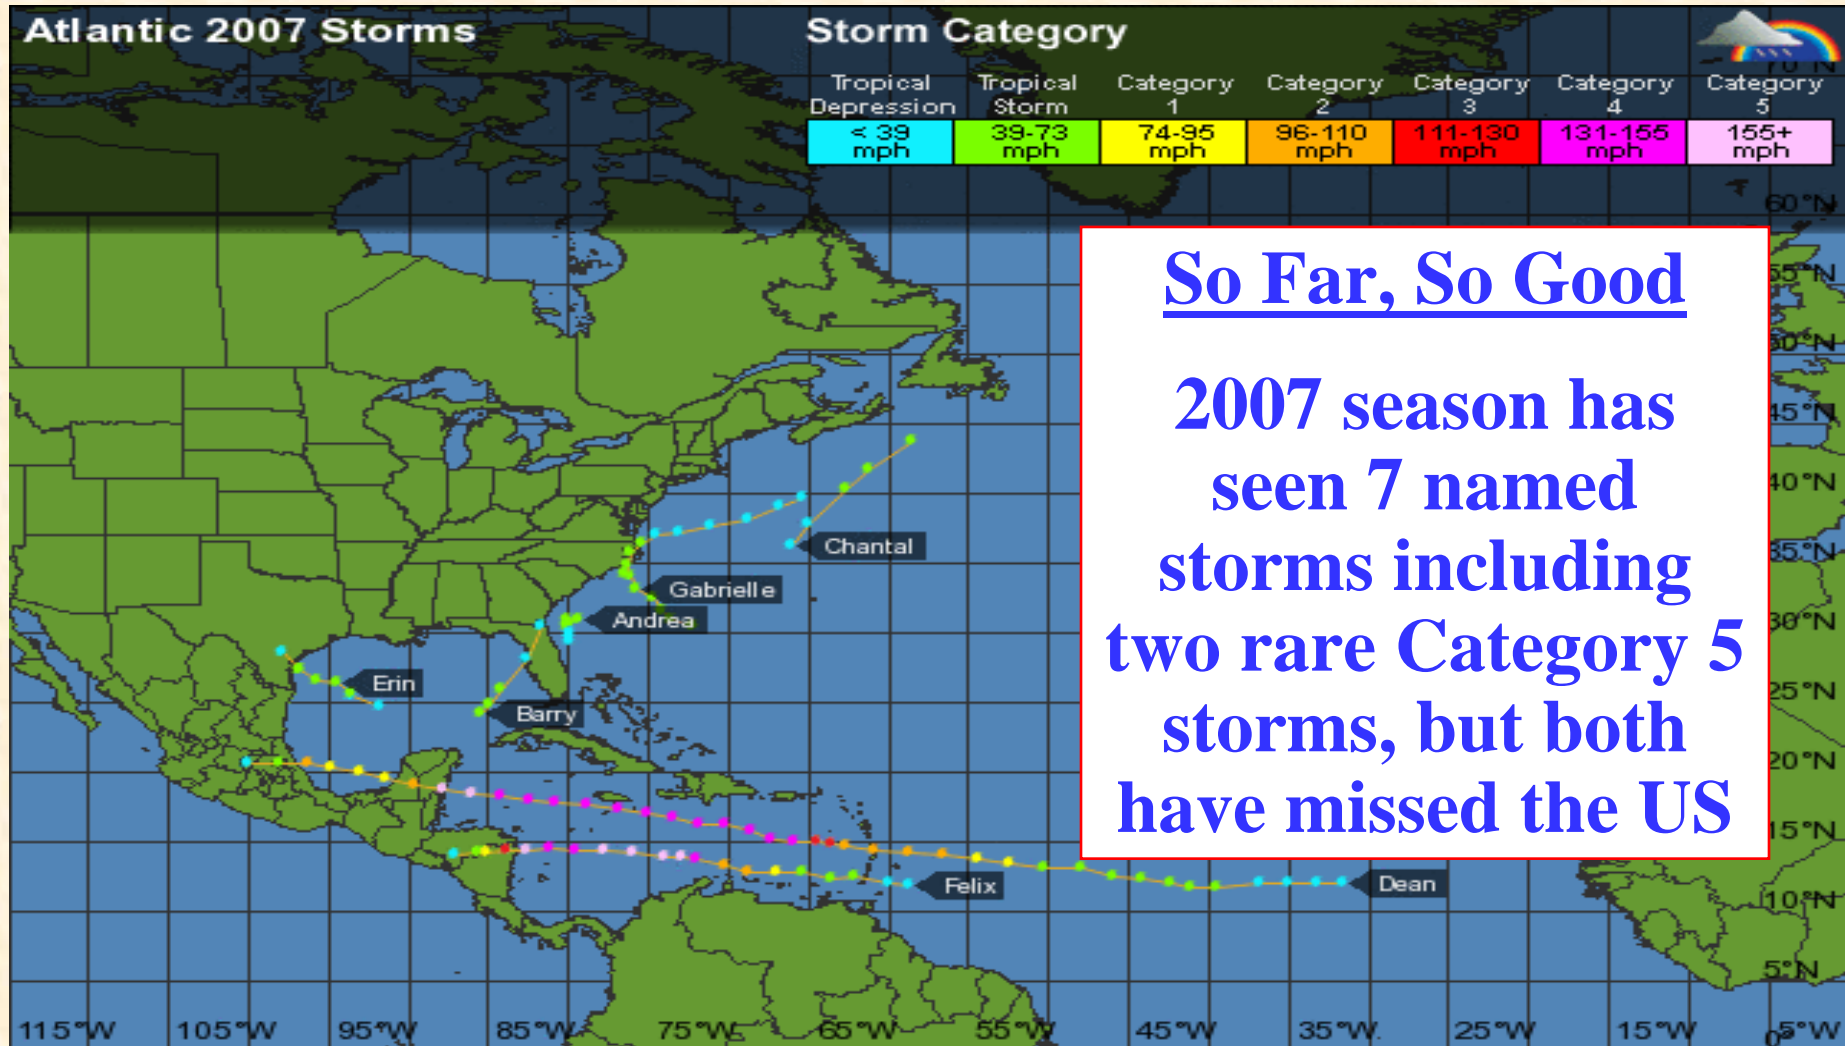 Atlantic 2007 Storms
Storm Category
Tropical Depression
Tropical Storm
Category 1
Category 2
Category 3
Category 4
Category 5
< 39 mph
39-73 mph
74-95 mph
96-110 mph
111-130 mph
131-155 mph
155+ mph
60°N
So Far, So Good
2007 season has
seen 7 named
storms including
two rare Category 5
storms, but both
have missed the US
55°N
50°N
45°N
40°N
35°N
30°N
25°N
20°N
15°N
10°N
5°N
Chantal
Gabrielle
Andrea
Erin
Barry
Felix
Dean
115°W
105°W
95°W
85°W
75°W
65°W
55°W
45°W
35°W
25°W
15°W
5°W